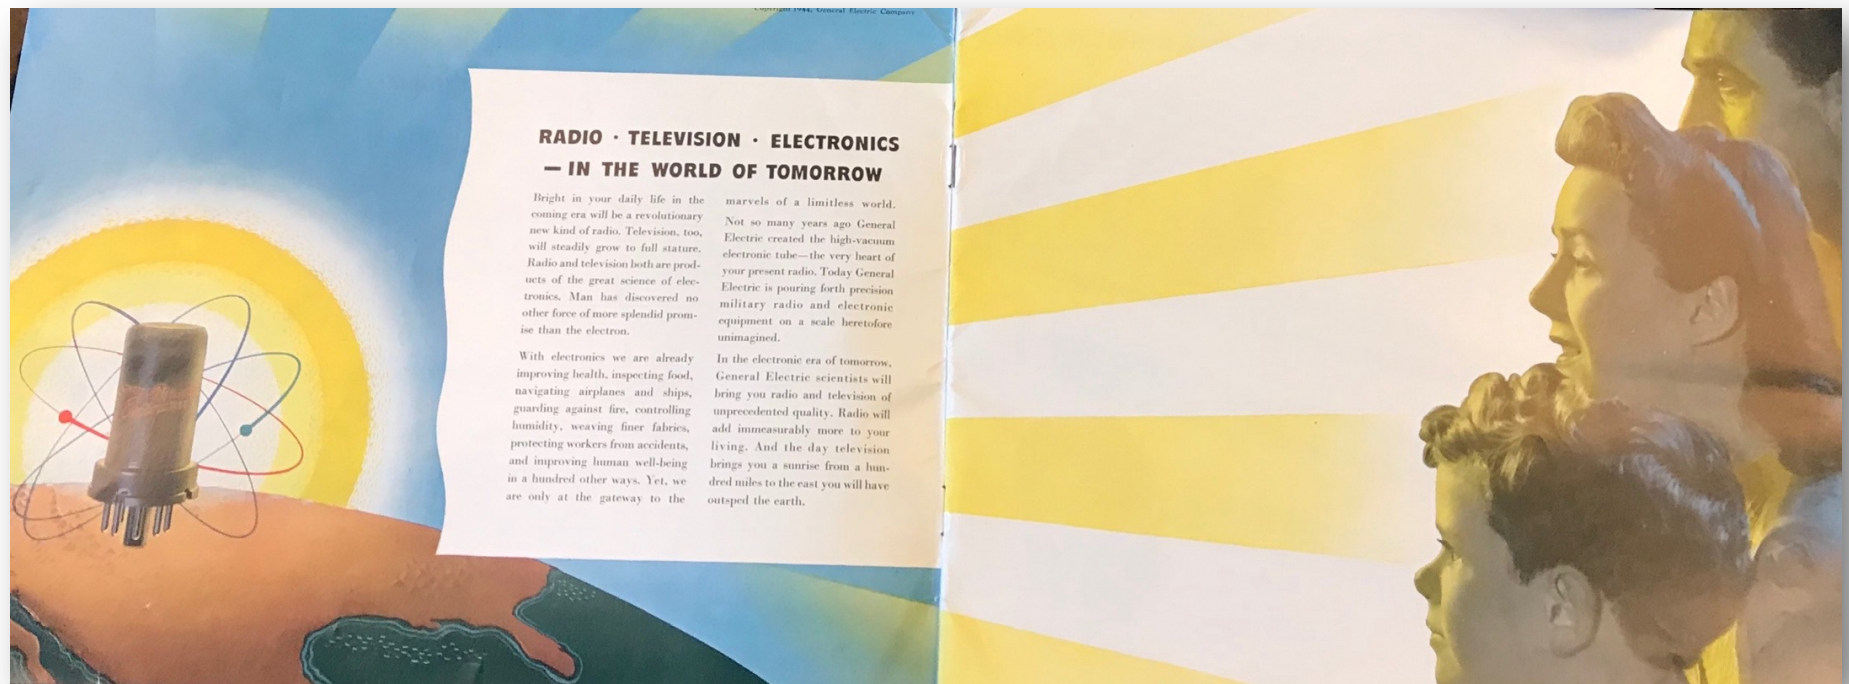 Copyright 1944, General Electric Company
RADIO · TELEVISION · ELECTRONICS
— IN THE WORLD OF TOMORROW
Bright in your daily life in the
coming era will be a revolutionary
new kind of radio. Television, too,
will steadily grow to full stature.
Radio and television both are prod-
ucts of the great science of elec-
tronics. Man has discovered no
other force of more splendid prom-
ise than the electron.
With electronics we are already
improving health, inspecting food,
navigating airplanes and ships,
guarding against fire, controlling
humidity, weaving finer fabrics,
protecting workers from accidents,
and improving human well-being
in a hundred other ways. Yet, we
are only at the gateway to the
marvels of a limitless world.
Not so many years ago General
Electric created the high-vacuum
electronic tube—the very heart of
your present radio. Today General
Electric is pouring forth precision
military radio and electronic
equipment on a scale heretofore
unimagined.
In the electronic era of tomorrow,
General Electric scientists will
bring you radio and television of
unprecedented quality. Radio will
add immeasurably more to your
living. And the day television
brings you a sunrise from a hun-
dred miles to the east you will have
outsped the earth.